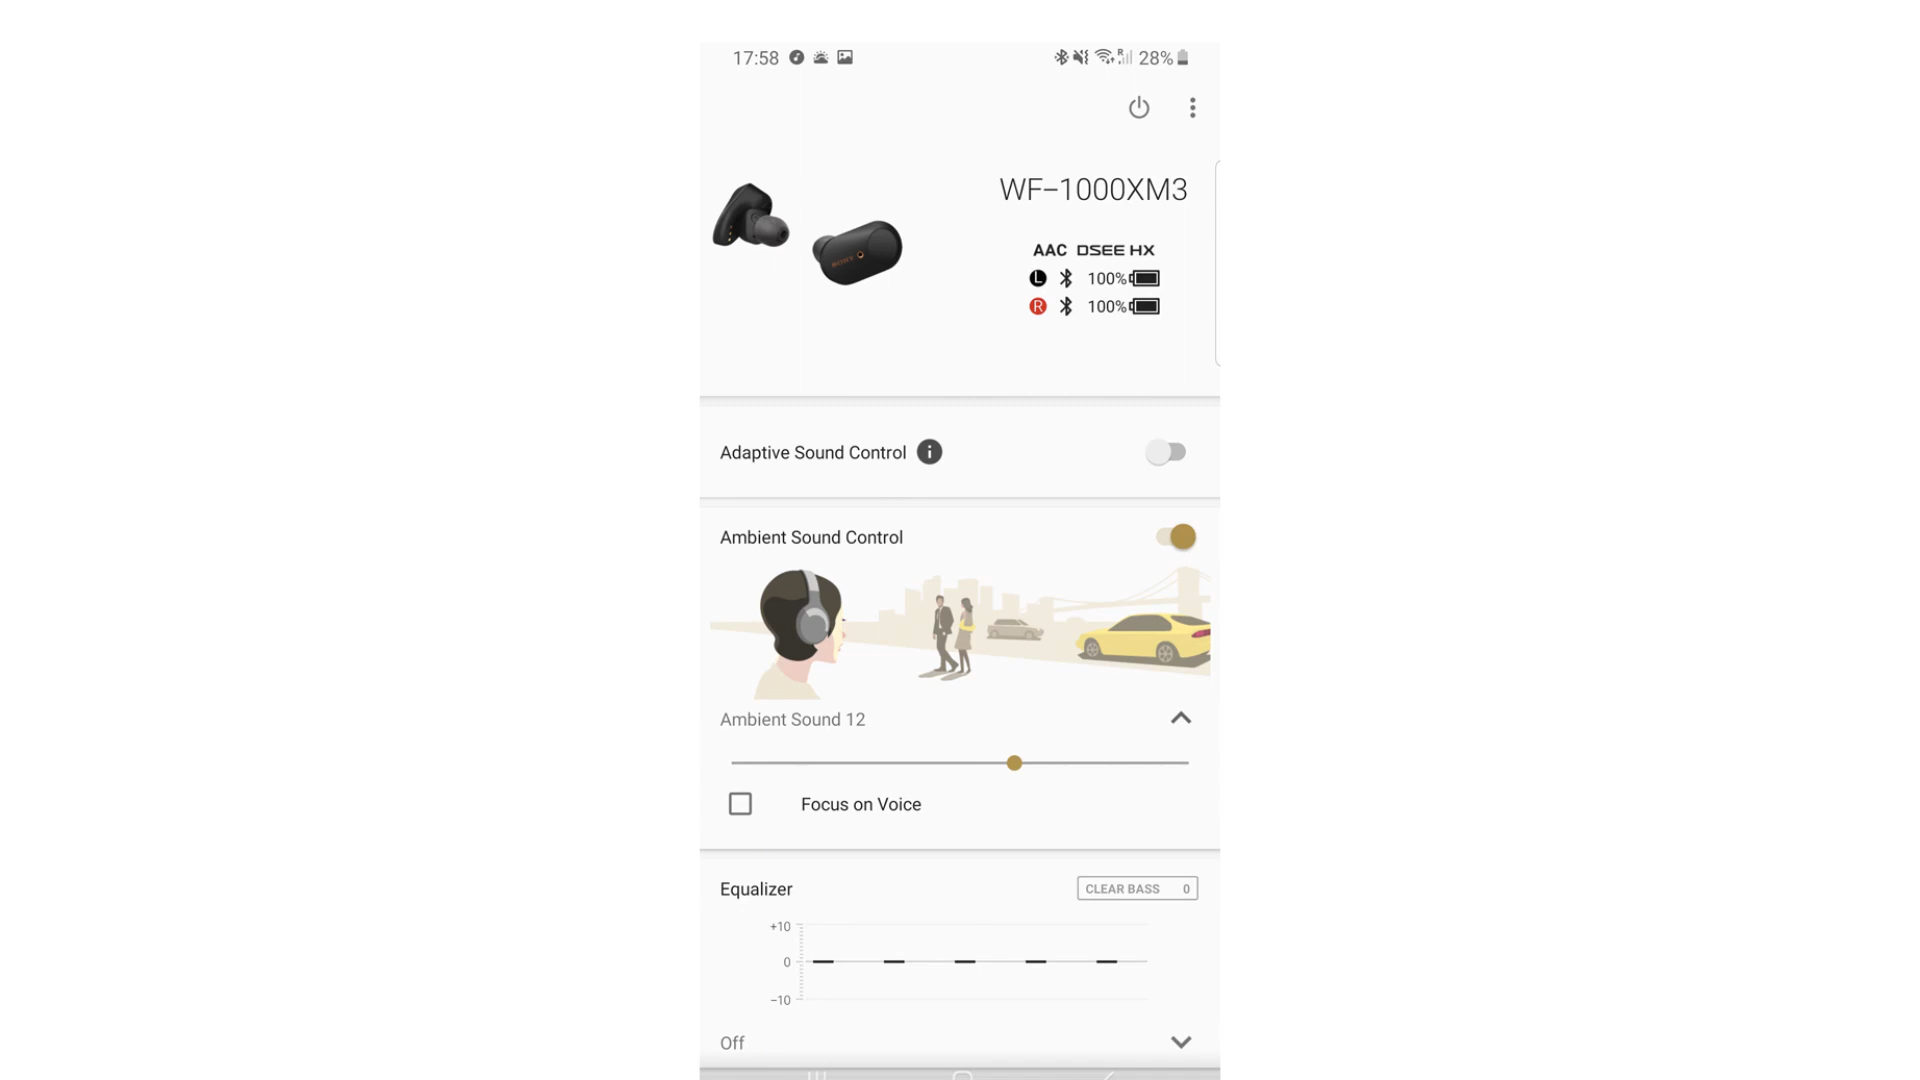 17:58 R 28%
WF-1000XM3
AAC DSEE HX
L 100%
R 100%
Adaptive Sound Control i
Ambient Sound Control
Ambient Sound 12
Focus on Voice
Equalizer CLEAR BASS 0
+10
0
-10
Off
SONY